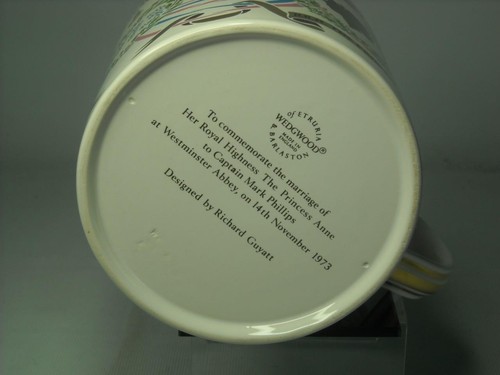 of ETRURIA
WEDGWOOD®
MADE IN
ENGLAND
& BARLASTON
To commemorate the marriage of
Her Royal Highness The Princess Anne
to Captain Mark Phillips
at Westminster Abbey, on 14th November 1973
Designed by Richard Guyatt